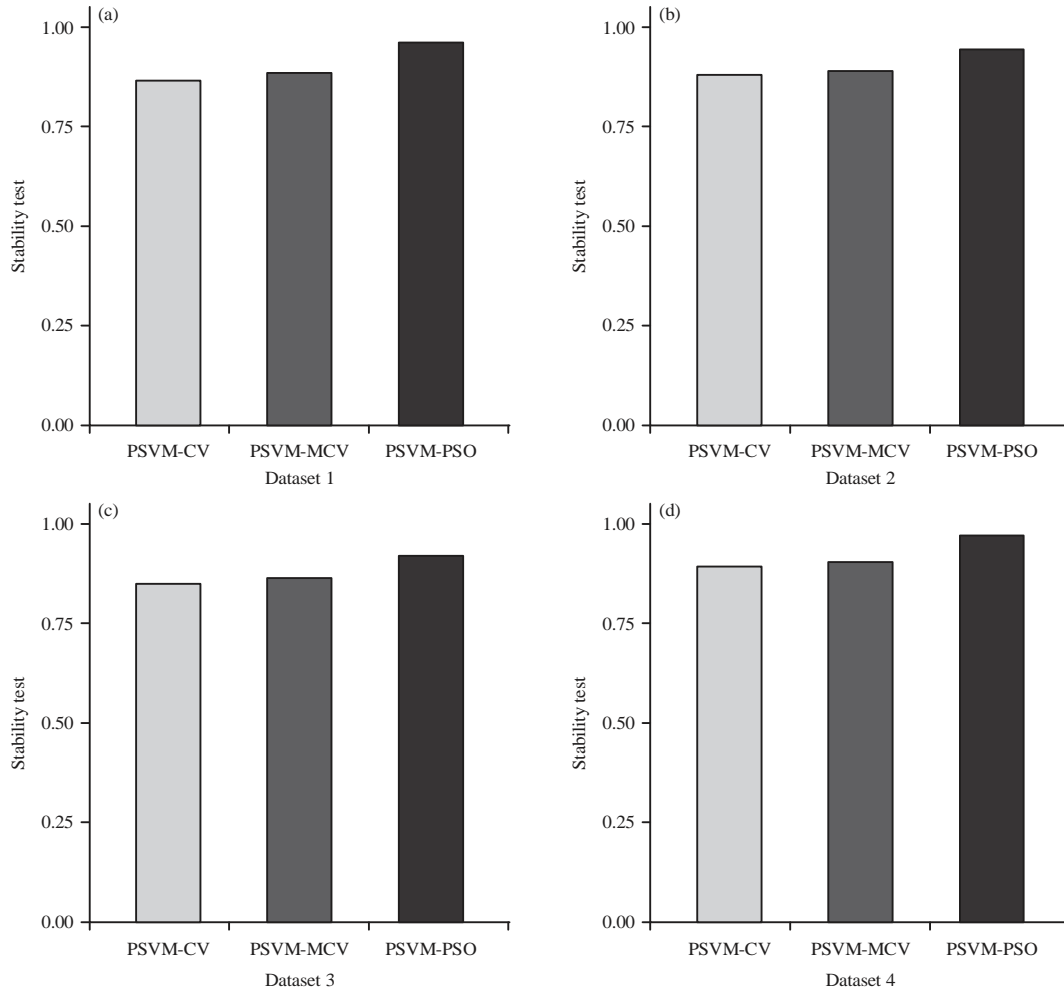 (a)
1.00
0.75
0.50
0.25
0.00
Stability test
PSVM-CV PSVM-MCV PSVM-PSO
Dataset 1
(b)
1.00
0.75
0.50
0.25
0.00
Stability test
PSVM-CV PSVM-MCV PSVM-PSO
Dataset 2
(c)
1.00
0.75
0.50
0.25
0.00
Stability test
PSVM-CV PSVM-MCV PSVM-PSO
Dataset 3
(d)
1.00
0.75
0.50
0.25
0.00
Stability test
PSVM-CV PSVM-MCV PSVM-PSO
Dataset 4